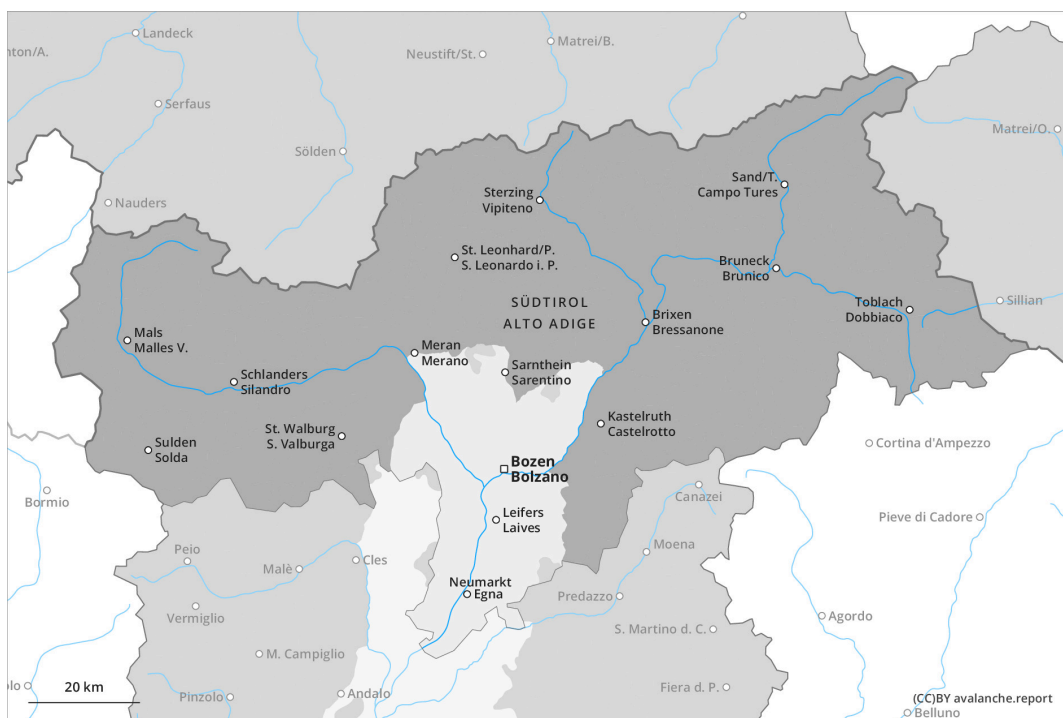 Landeck
nton/A.
Neustift/St.
Matrei/B.
Serfaus
Matrei/O.
Sölden
Nauders
Sterzing
Vipiteno
Sand/T.
Campo Tures
St. Leonhard/P.
S. Leonardo i. P.
Bruneck
Brunico
SÜDTIROL
ALTO ADIGE
Toblach
Dobbiaco
Sillian
Brixen
Bressanone
Mals
Malles V.
Meran
Merano
Sarnthein
Sarentino
Schlanders
Silandro
Kastelruth
Castelrotto
St. Walburg
S. Valburga
Sulden
Solda
Cortina d'Ampezzo
Bozen
Bolzano
Bormio
Canazei
Leifers
Laives
Pieve di Cadore
Peio
Malè
Cles
Moena
Neumarkt
Egna
Vermiglio
Predazzo
Agordo
S. Martino d. C.
M. Campiglio
olo
20 km
Pinzolo
Andalo
Fiera d. P.
(CC)BY avalanche.report
Belluno